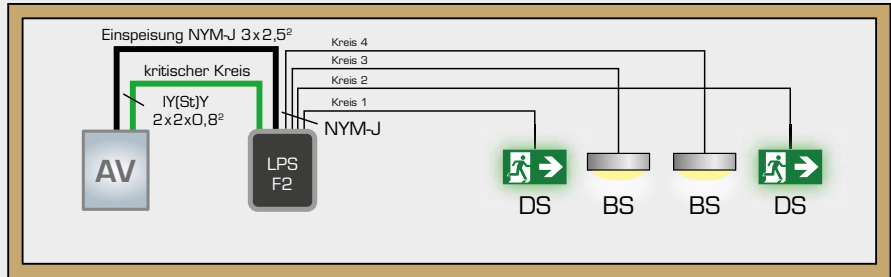 Einspeisung NYM-J 3x2,5²
kritischer Kreis
IY(St)Y
2x2x0,8²
AV
LPS
F2
NYM-J
Kreis 4
Kreis 3
Kreis 2
Kreis 1
DS
BS
BS
DS